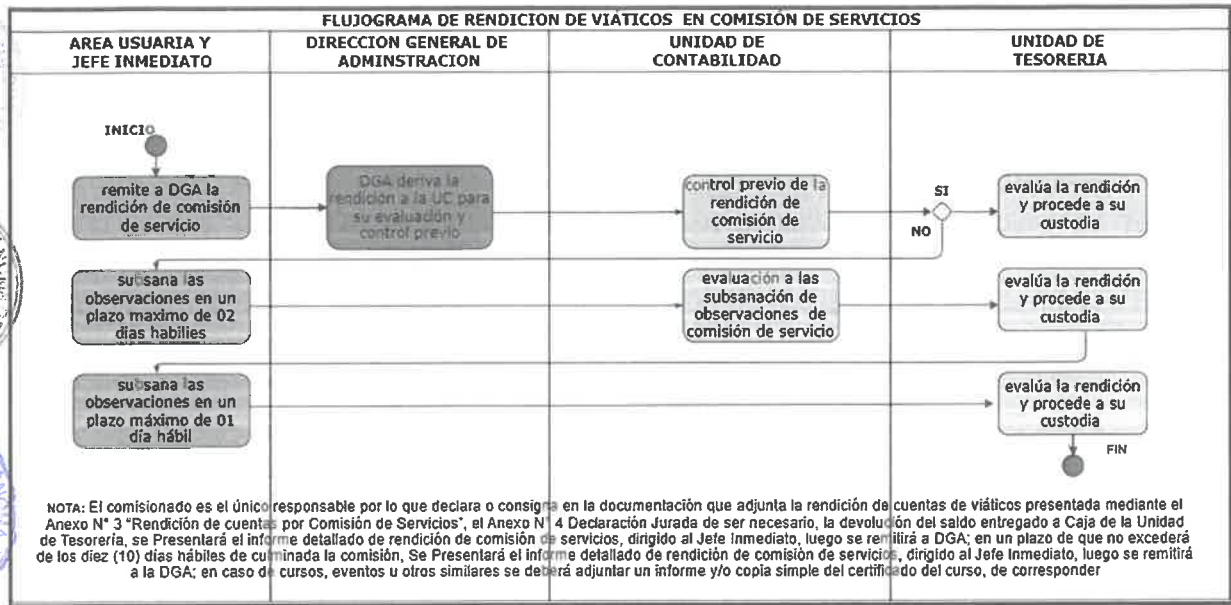 FLUJOGRAMA DE RENDICION DE VIÁTICOS EN COMISIÓN DE SERVICIOS
AREA USUARIA Y
JEFE INMEDIATO
DIRECCION GENERAL DE
ADMINSTRACION
UNIDAD DE
CONTABILIDAD
UNIDAD DE
TESORERIA
INICIO
remite a DGA la
rendición de comisión
de servicio
DGA deriva la
rendición a la UC para
su evaluación y
control previo
control previo de la
rendición de
comisión de
servicio
SI
NO
evalúa la rendición
y procede a su
custodia
subsana las
observaciones en un
plazo maximo de 02
dias habilies
evaluación a las
subsanación de
observaciones de
comisión de servicio
evalúa la rendición
y procede a su
custodia
subsana las
observaciones en un
plazo máximo de 01
día hábil
evalúa la rendición
y procede a su
custodia
FIN
NOTA: El comisionado es el único responsable por lo que declara o consigna en la documentación que adjunta la rendición de cuentas de viáticos presentada mediante el
Anexo N° 3 "Rendición de cuentas por Comisión de Servicios", el Anexo N° 4 Declaración Jurada de ser necesario, la devolución del saldo entregado a Caja de la Unidad
de Tesorería, se Presentará el informe detallado de rendición de comisión de servicios, dirigido al Jefe Inmediato, luego se remitirá a DGA; en un plazo de que no excederá
de los diez (10) días hábiles de culminada la comisión, Se Presentará el informe detallado de rendición de comisión de servicios, dirigido al Jefe Inmediato, luego se remitirá
a la DGA; en caso de cursos, eventos u otros similares se deberá adjuntar un informe y/o copia simple del certificado del curso, de corresponder